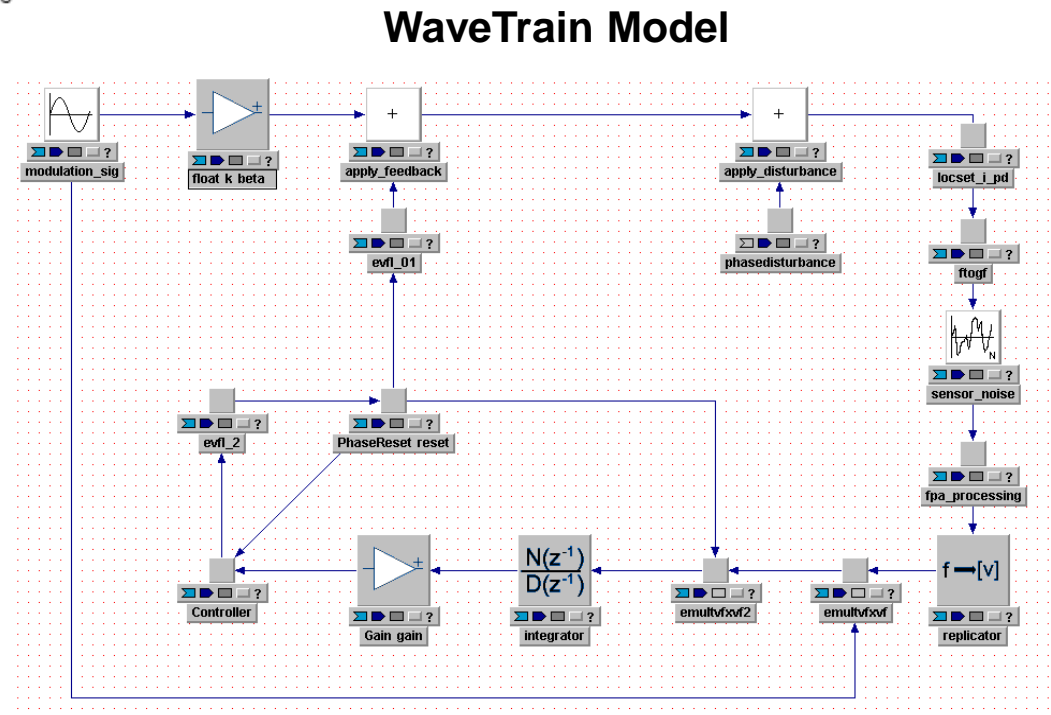 WaveTrain Model
+
+
±
? ? ? ? ?
modulation_sig
float k beta
apply_feedback
apply_disturbance
locset_i_pd
? ? ?
evfl_01
phasedisturbance
ftogf
N
?
sensor_noise
? ?
evfl_2
PhaseReset reset
?
fpa_processing
N(z⁻¹)
D(z⁻¹)
±
f→[v]
? ? ? ? ? ?
Controller
Gain gain
integrator
emultvfxvf2
emultvfxvf
replicator